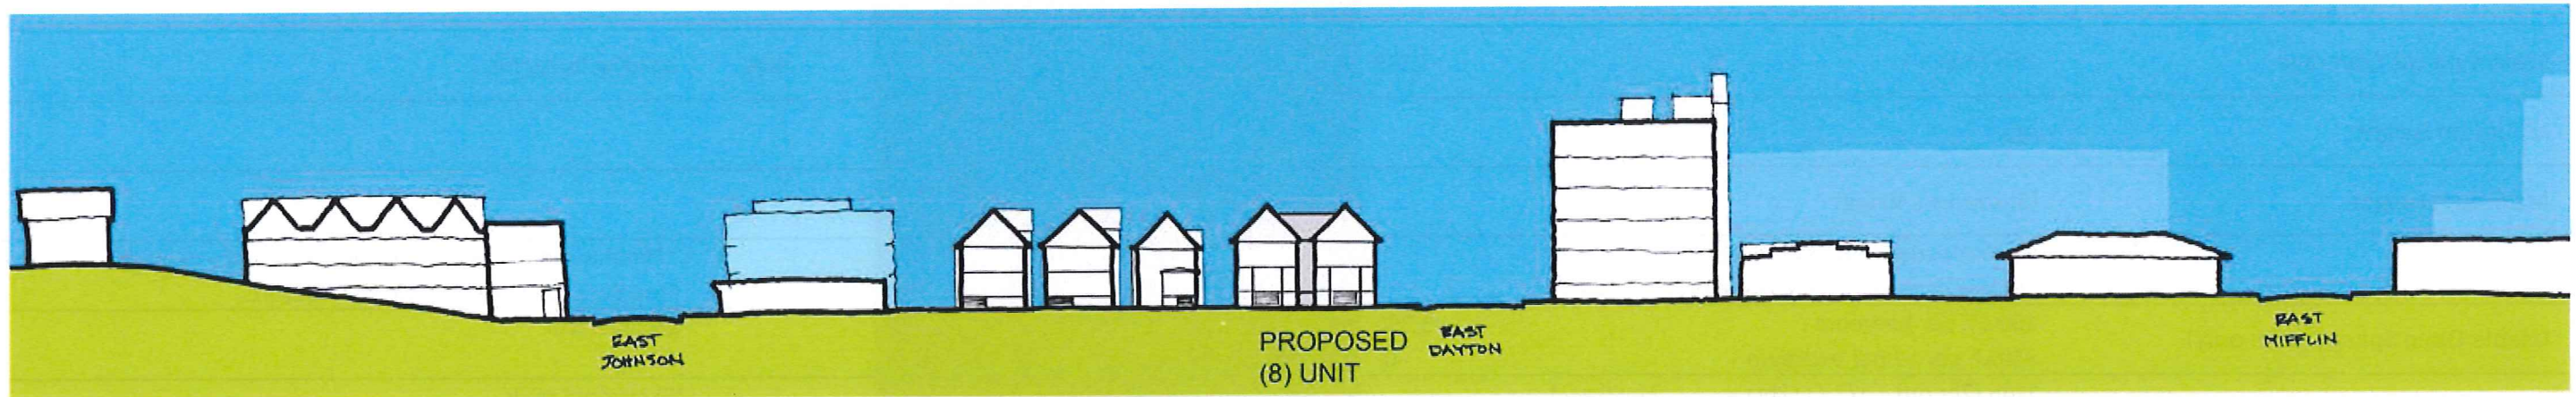 EAST
JOHNSON
PROPOSED
(8) UNIT
EAST
DAYTON
EAST
MIFFLIN